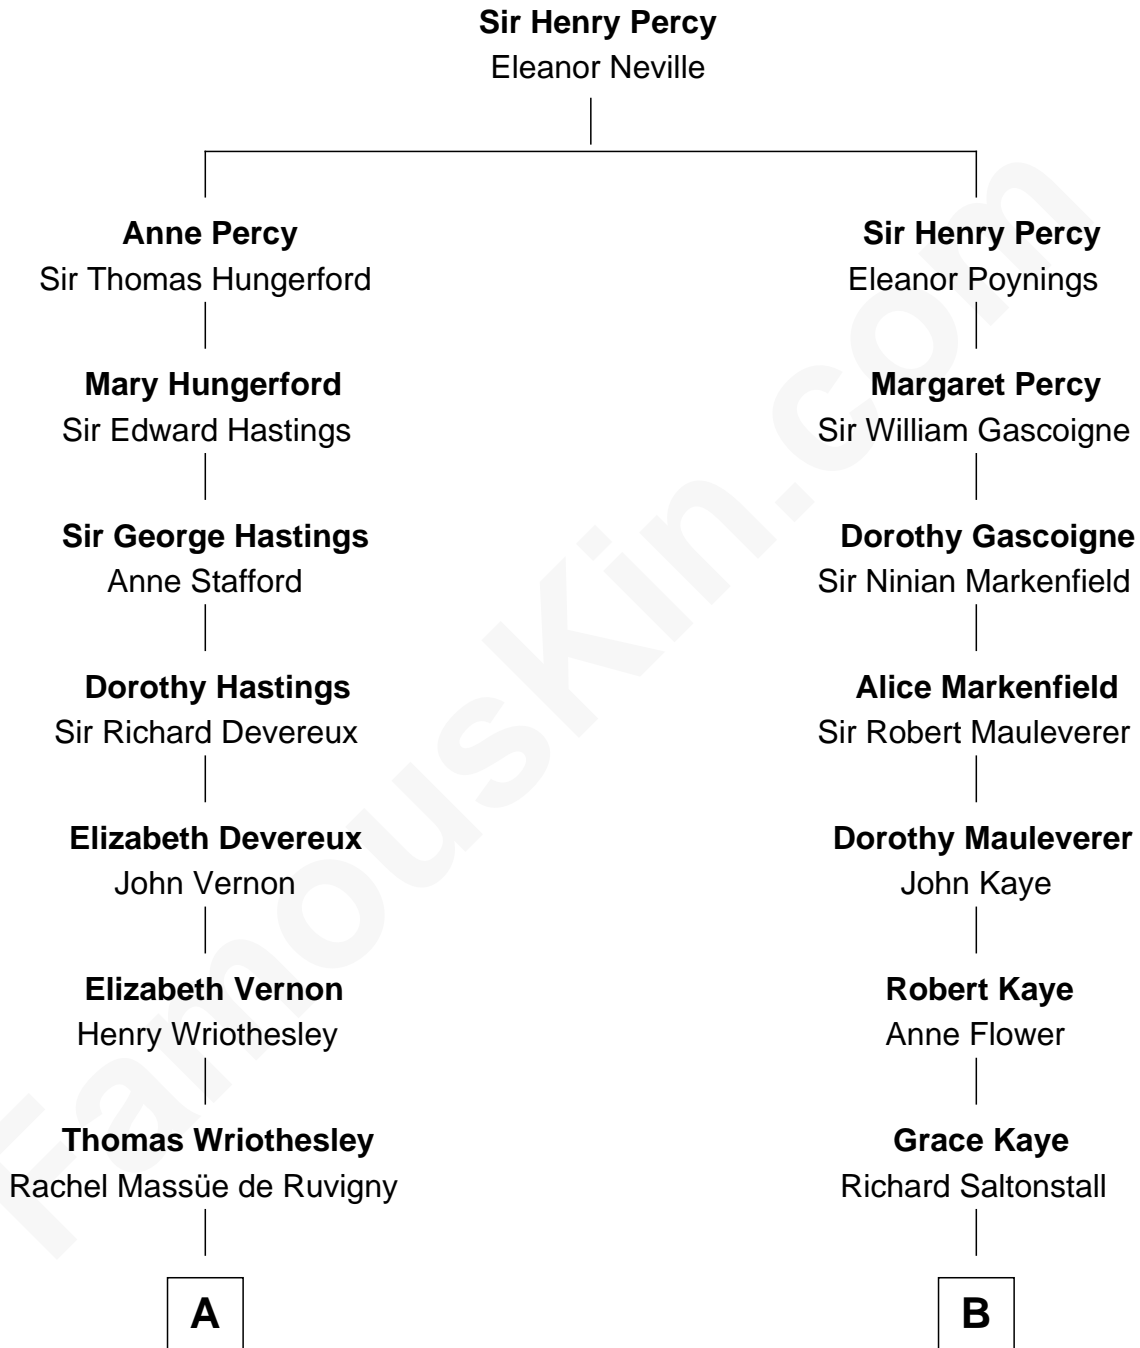 Sir Henry Percy
Eleanor Neville
Anne Percy
Sir Thomas Hungerford
Sir Henry Percy
Eleanor Poynings
Mary Hungerford
Sir Edward Hastings
Margaret Percy
Sir William Gascoigne
Sir George Hastings
Anne Stafford
Dorothy Gascoigne
Sir Ninian Markenfield
Dorothy Hastings
Sir Richard Devereux
Alice Markenfield
Sir Robert Mauleverer
Elizabeth Devereux
John Vernon
Dorothy Mauleverer
John Kaye
Elizabeth Vernon
Henry Wriothesley
Robert Kaye
Anne Flower
Thomas Wriothesley
Rachel Massüe de Ruvigny
Grace Kaye
Richard Saltonstall
A
B
FamousKin.com